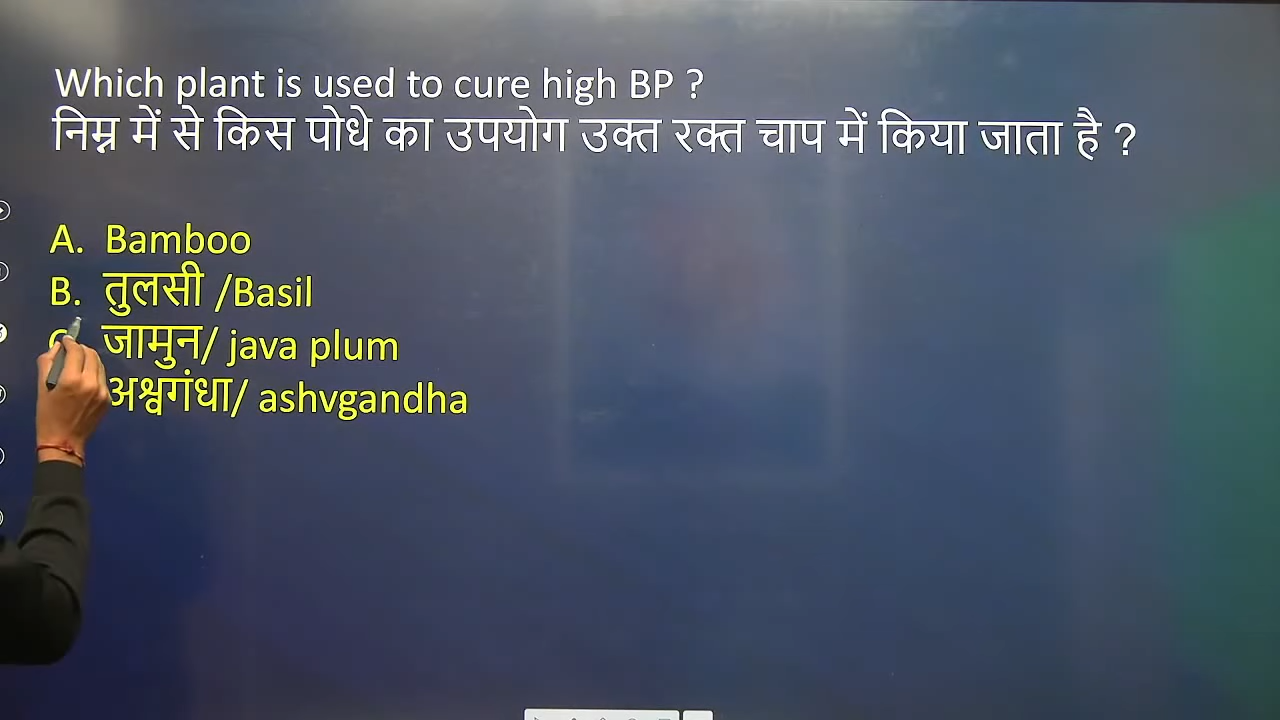 Which plant is used to cure high BP ?
निम्न में से किस पोधे का उपयोग उक्त रक्त चाप में किया जाता है ?
A. Bamboo
B. तुलसी /Basil
जामुन/ java plum
अश्वगंधा/ ashvgandha